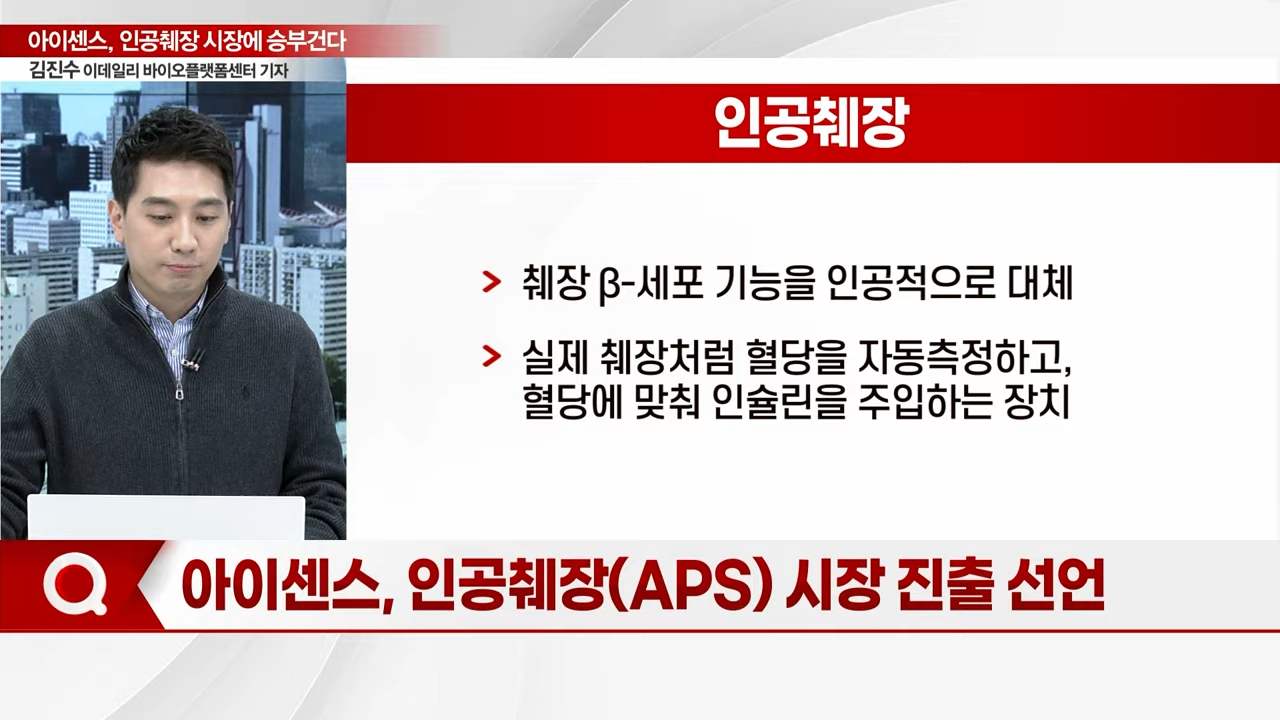 아이센스, 인공췌장 시장에 승부건다
김진수 이데일리 바이오플랫폼센터 기자
인공췌장
췌장 β-세포 기능을 인공적으로 대체
실제 췌장처럼 혈당을 자동측정하고,
혈당에 맞춰 인슐린을 주입하는 장치
아이센스, 인공췌장(APS) 시장 진출 선언